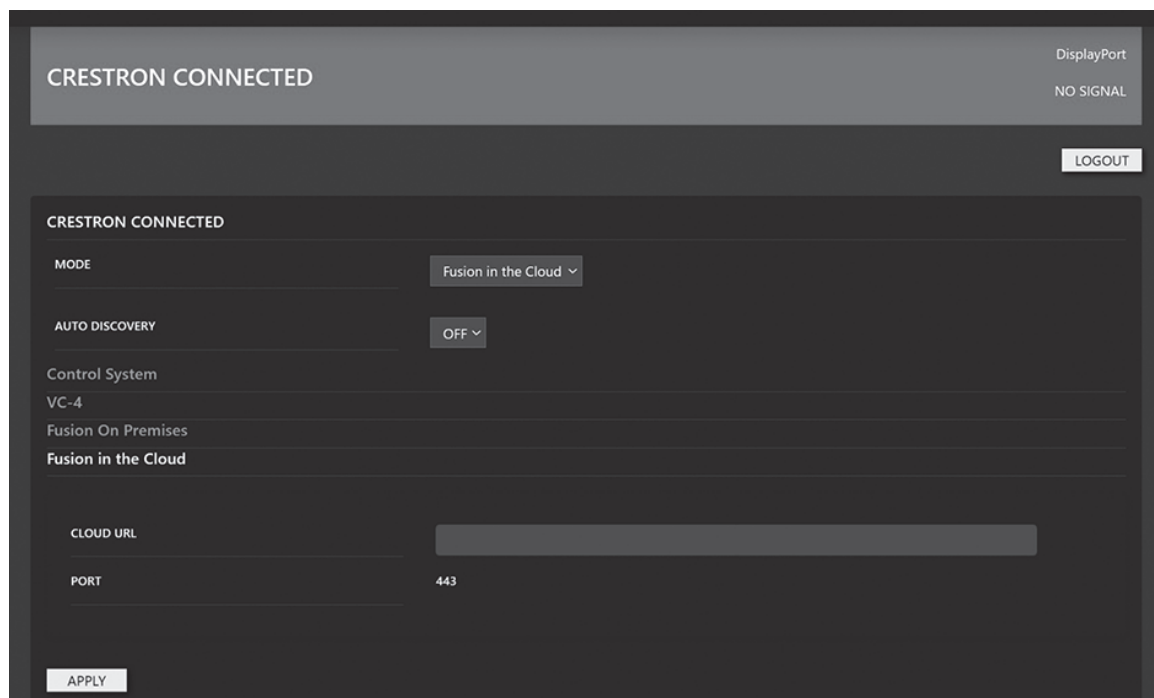 CRESTRON CONNECTED
DisplayPort
NO SIGNAL
LOGOUT
CRESTRON CONNECTED
MODE Fusion in the Cloud
AUTO DISCOVERY OFF
Control System
VC-4
Fusion On Premises
Fusion in the Cloud
CLOUD URL
PORT 443
APPLY